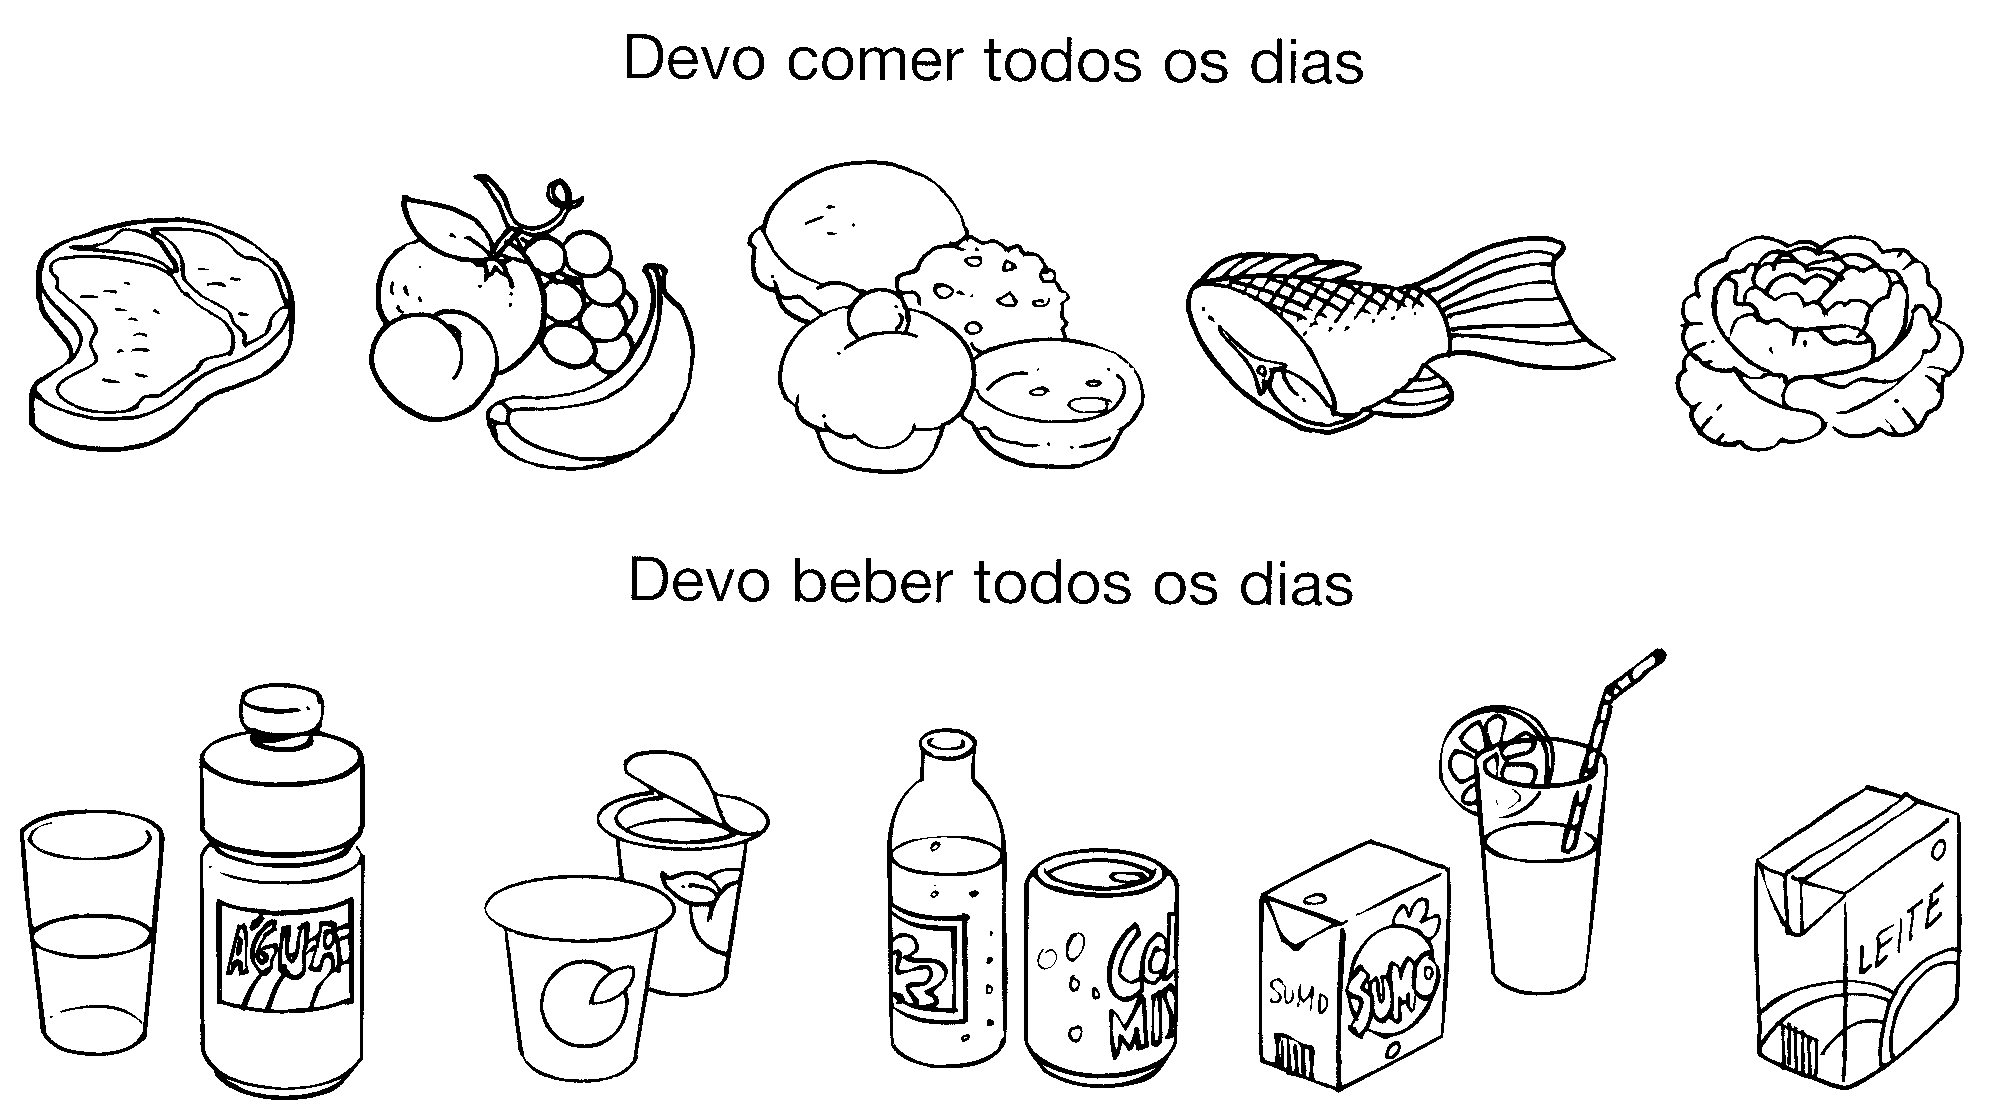 Devo comer todos os dias
Devo beber todos os dias
ÁGUA
SUMO
SUMO
LEITE